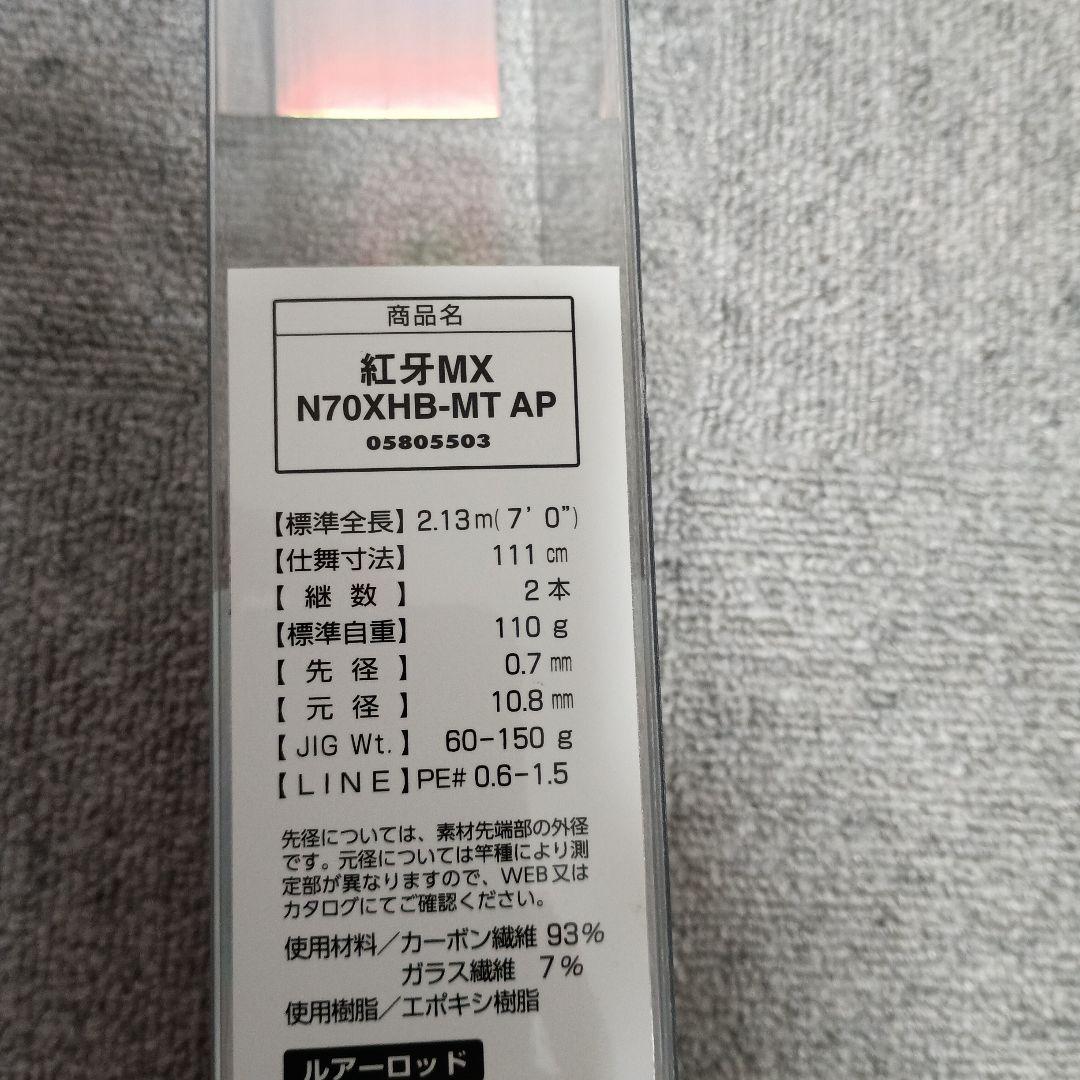 商品名
紅牙MX
N70XHB-MT AP
05805503
【標準全長】2.13m(7’0”)
【仕舞寸法】 111cm
【継数】 2本
【標準自重】 110g
【先径】 0.7mm
【元径】 10.8mm
【JIG Wt.】 60-150g
【LINE】PE# 0.6-1.5
先径については、素材先端部の外径
です。元径については竿種により測
定部が異なりますので、WEB又は
カタログにてご確認ください。
使用材料/カーボン繊維 93%
ガラス繊維 7%
使用樹脂/エポキシ樹脂
ルアーロッド